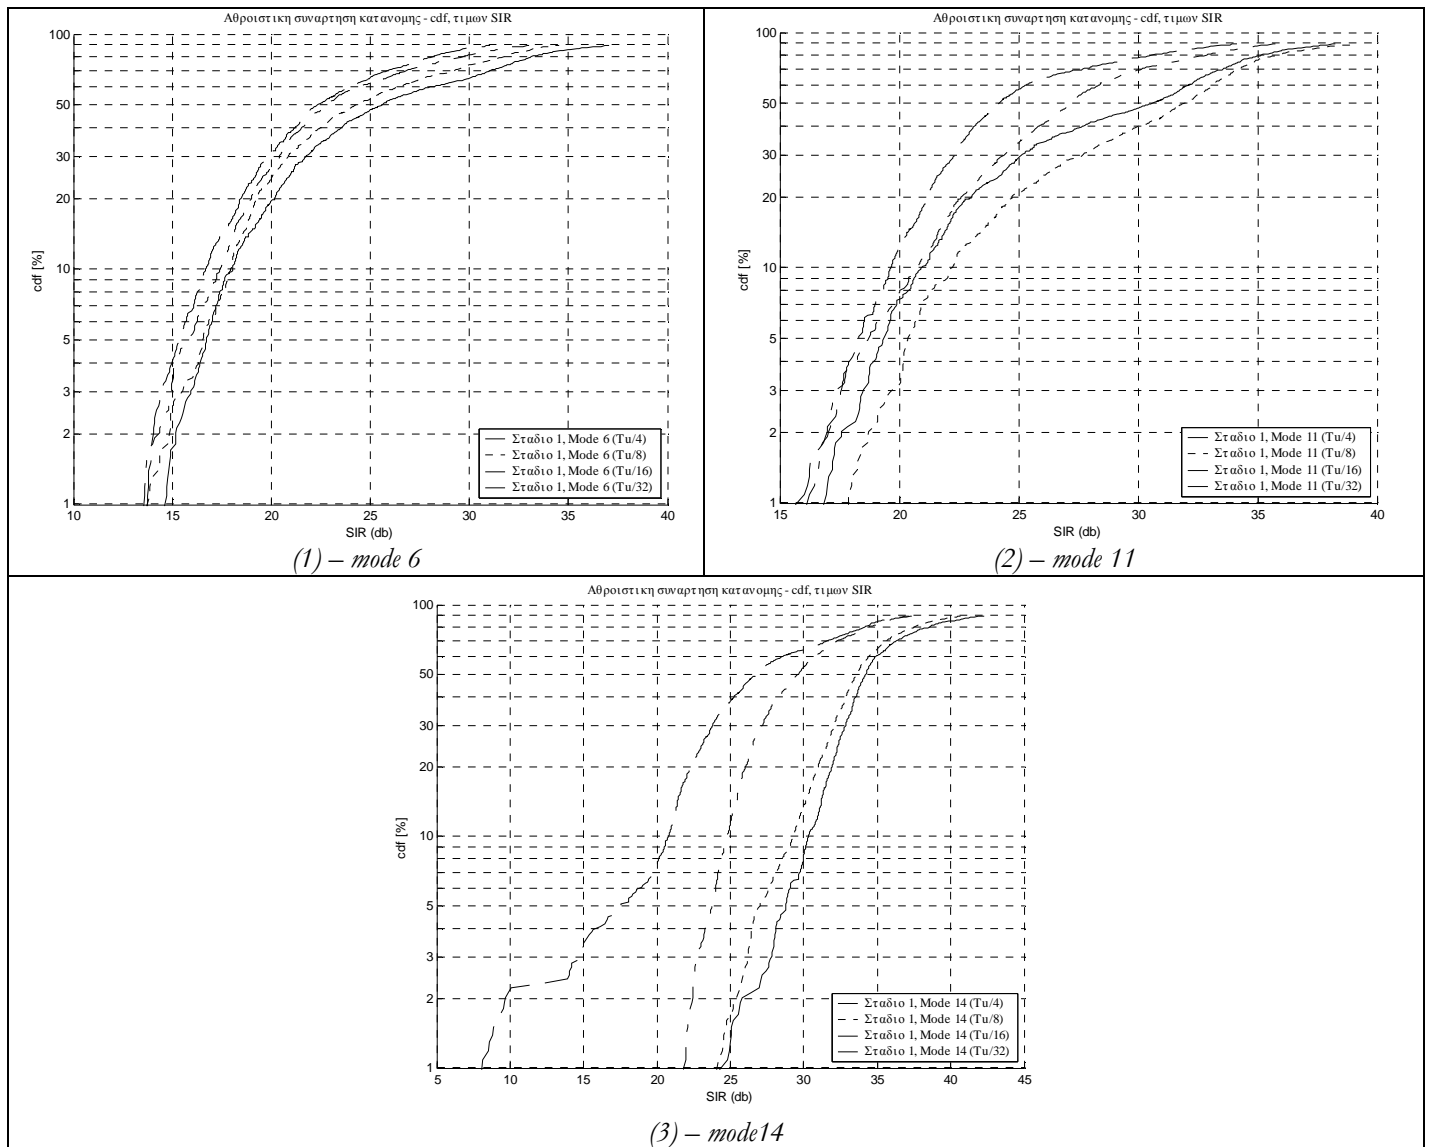 Αθροιστικη συναρτηση κατανομης - cdf, τιμων SIR
100
50
30
20
10
5
3
2
1
cdf [%]
10 15 20 25 30 35 40
SIR (db)
Σταδιο 1, Mode 6 (Tu/4)
Σταδιο 1, Mode 6 (Tu/8)
Σταδιο 1, Mode 6 (Tu/16)
Σταδιο 1, Mode 6 (Tu/32)
(1) – mode 6
Αθροιστικη συναρτηση κατανομης - cdf, τιμων SIR
100
50
30
20
10
5
3
2
1
cdf [%]
15 20 25 30 35 40
SIR (db)
Σταδιο 1, Mode 11 (Tu/4)
Σταδιο 1, Mode 11 (Tu/8)
Σταδιο 1, Mode 11 (Tu/16)
Σταδιο 1, Mode 11 (Tu/32)
(2) – mode 11
Αθροιστικη συναρτηση κατανομης - cdf, τιμων SIR
100
50
30
20
10
5
3
2
1
cdf [%]
5 10 15 20 25 30 35 40 45
SIR (db)
Σταδιο 1, Mode 14 (Tu/4)
Σταδιο 1, Mode 14 (Tu/8)
Σταδιο 1, Mode 14 (Tu/16)
Σταδιο 1, Mode 14 (Tu/32)
(3) – mode14